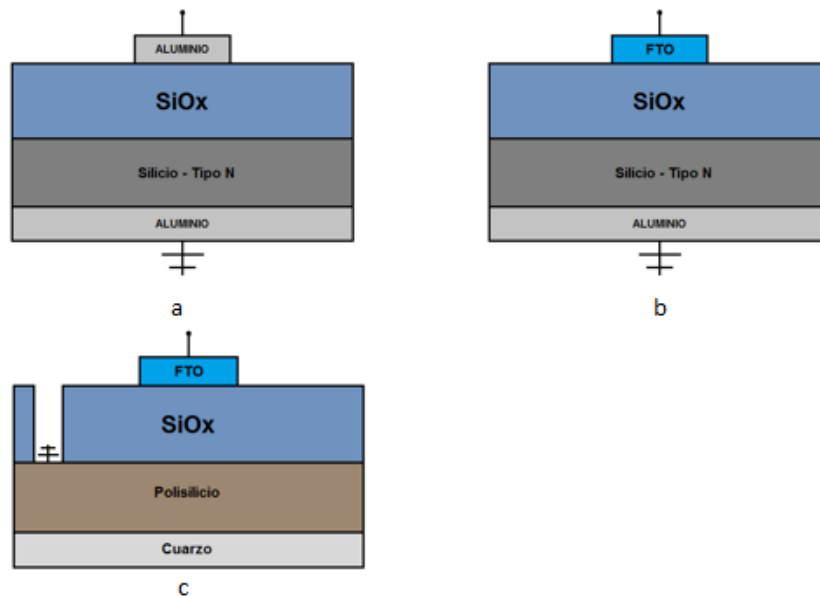 ALUMINIO
SiOx
Silicio - Tipo N
ALUMINIO
a
FTO
SiOx
Silicio - Tipo N
ALUMINIO
b
FTO
SiOx
Polisilicio
Cuarzo
c